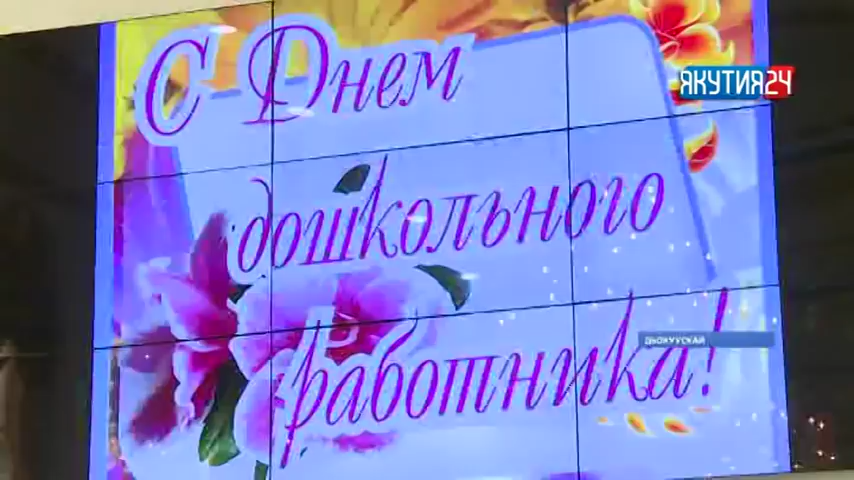 С Днем
ЯКУТИЯ24
дошкольного
работника!
ДЬОКУУСКАЙ